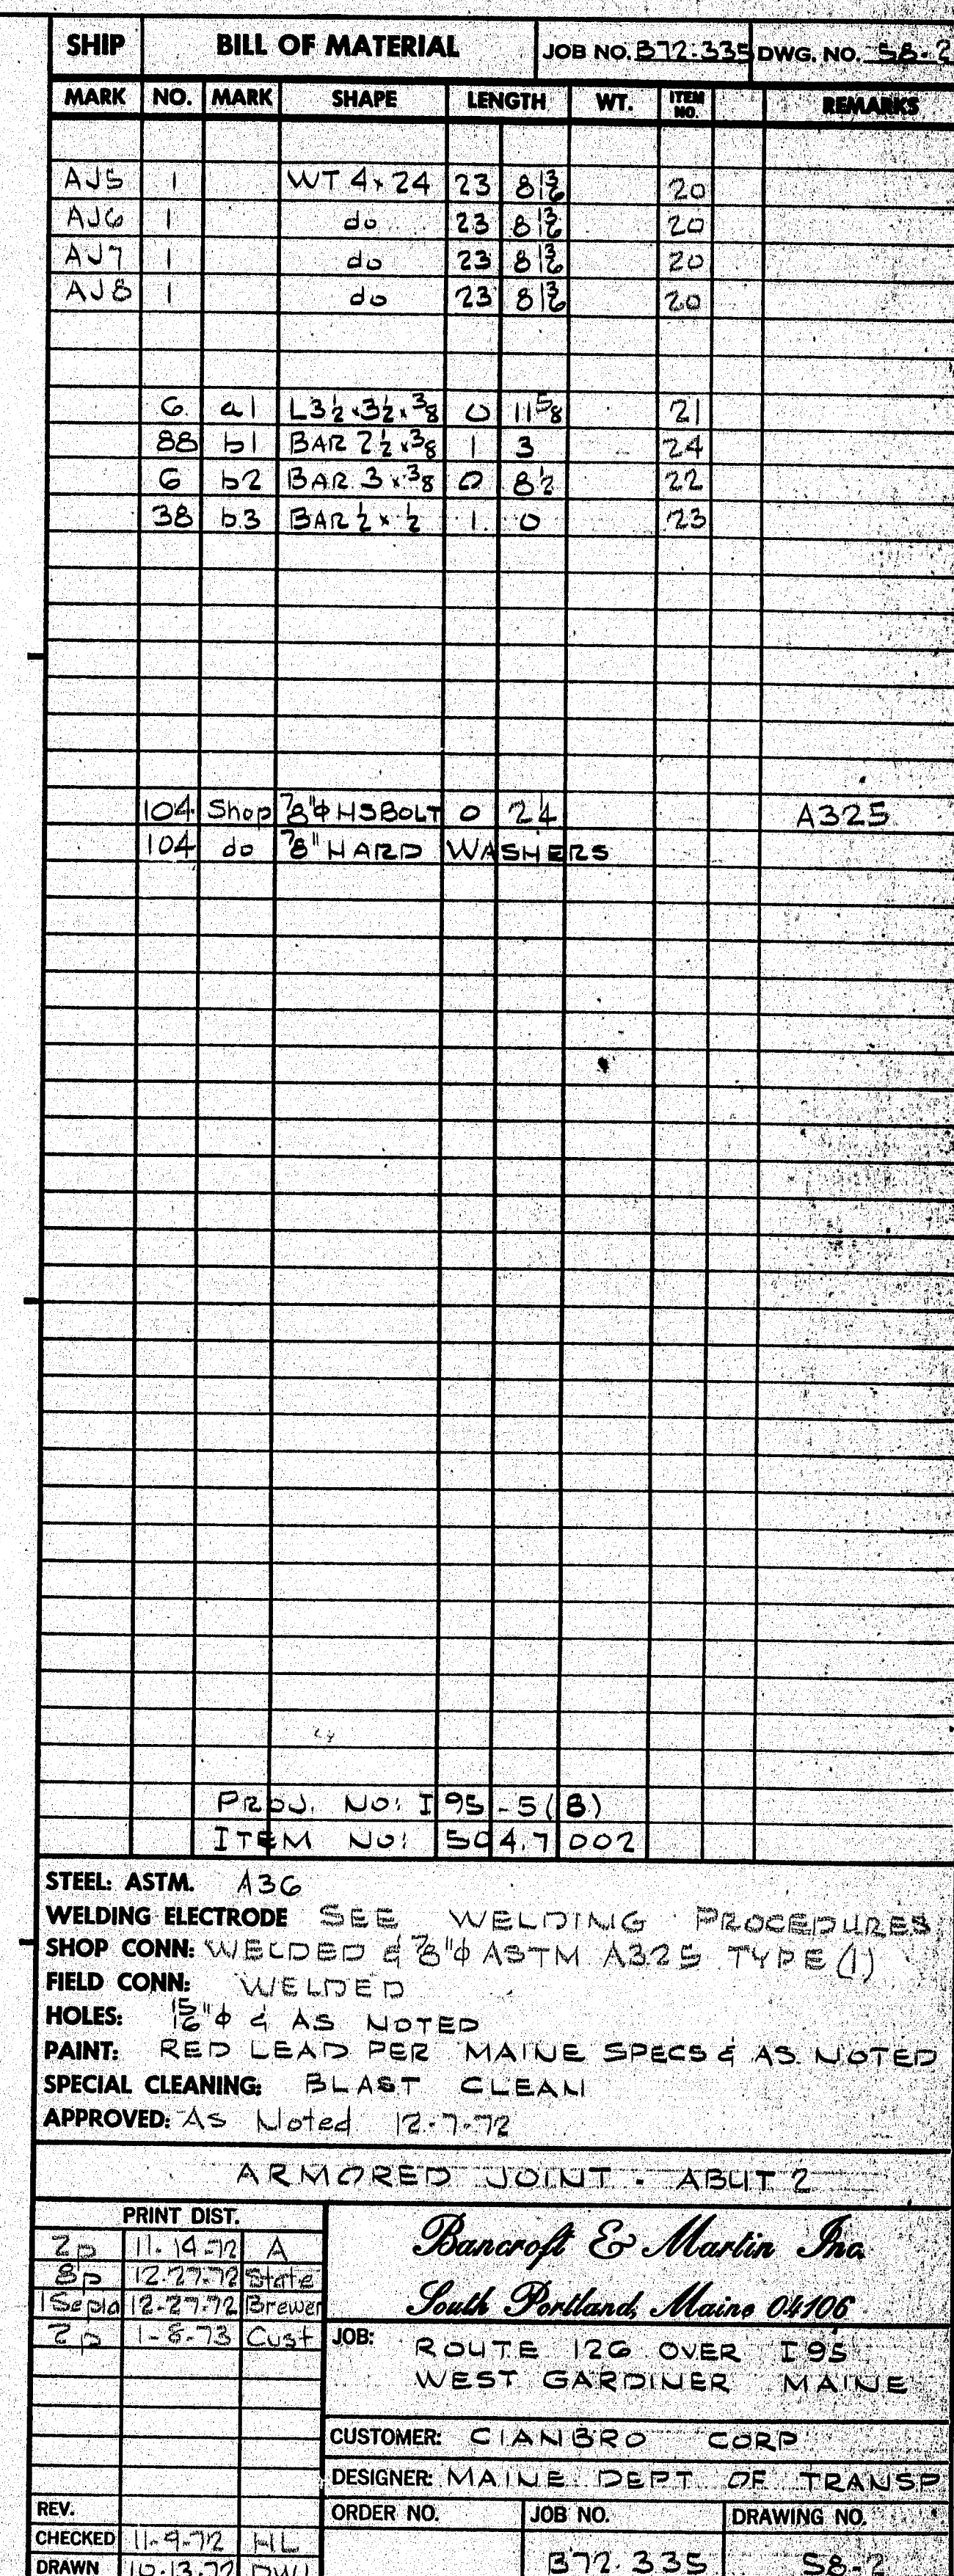 SHIP BILL OF MATERIAL JOB NO. B72-335 DWG. NO. S8-2
MARK NO. MARK SHAPE LENGTH WT. ITEM NO. REMARKS
AJ5 1 WT 4x24 23 8 13/16 20
AJ6 1 do 23 8 13/16 20
AJ7 1 do 23 8 13/16 20
AJ8 1 do 23 8 13/16 20
6 a1 L3½x3½x3/8 0 11 5/8 21
88 b1 BAR 2½x3/8 1 3 24
6 b2 BAR 3x3/8 0 8½ 22
38 b3 BAR ½x½ 1 0 23
104 Shop 7/8"φ HSBOLT 0 2¼ A325
104 do 7/8" HARD WASHERS
PROJ. NO: I 95-5(8)
ITEM NO: 504.7002
STEEL: ASTM. A36
WELDING ELECTRODE SEE WELDING PROCEDURES
SHOP CONN: WELDED & 7/8"φ ASTM A325 TYPE (1)
FIELD CONN: WELDED
HOLES: 15/16"φ & AS NOTED
PAINT: RED LEAD PER MAINE SPECS & AS NOTED
SPECIAL CLEANING: BLAST CLEAN
APPROVED: As Noted 12-7-72
ARMORED JOINT - ABUT 2
PRINT DIST.
2p 11-14-72 A
8p 12-27-72 State
1 Sepia 12-27-72 Brewer
2p 1-8-73 Cust
Bancroft & Martin Inc.
South Portland, Maine 04106
JOB: ROUTE 126 OVER I 95
WEST GARDINER MAINE
CUSTOMER: CIANBRO CORP
DESIGNER: MAINE DEPT OF TRANSP
REV. ORDER NO. JOB NO. DRAWING NO.
CHECKED 11-9-72 HL
DRAWN 10-13-72 B72-335 S8-2